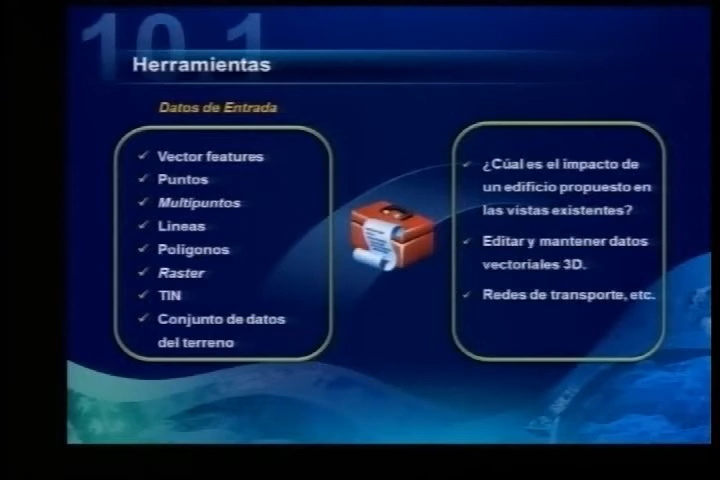 10.1
Herramientas
Datos de Entrada
Vector features
Puntos
Multipuntos
Lineas
Polígonos
Raster
TIN
Conjunto de datos
del terreno
¿Cúal es el impacto de
un edificio propuesto en
las vistas existentes?
Editar y mantener datos
vectoriales 3D.
Redes de transporte, etc.